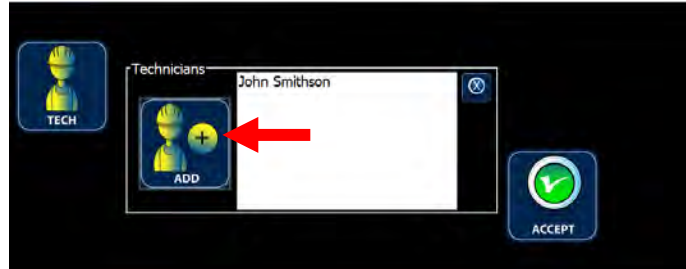 Technicians
John Smithson
TECH
ADD
ACCEPT